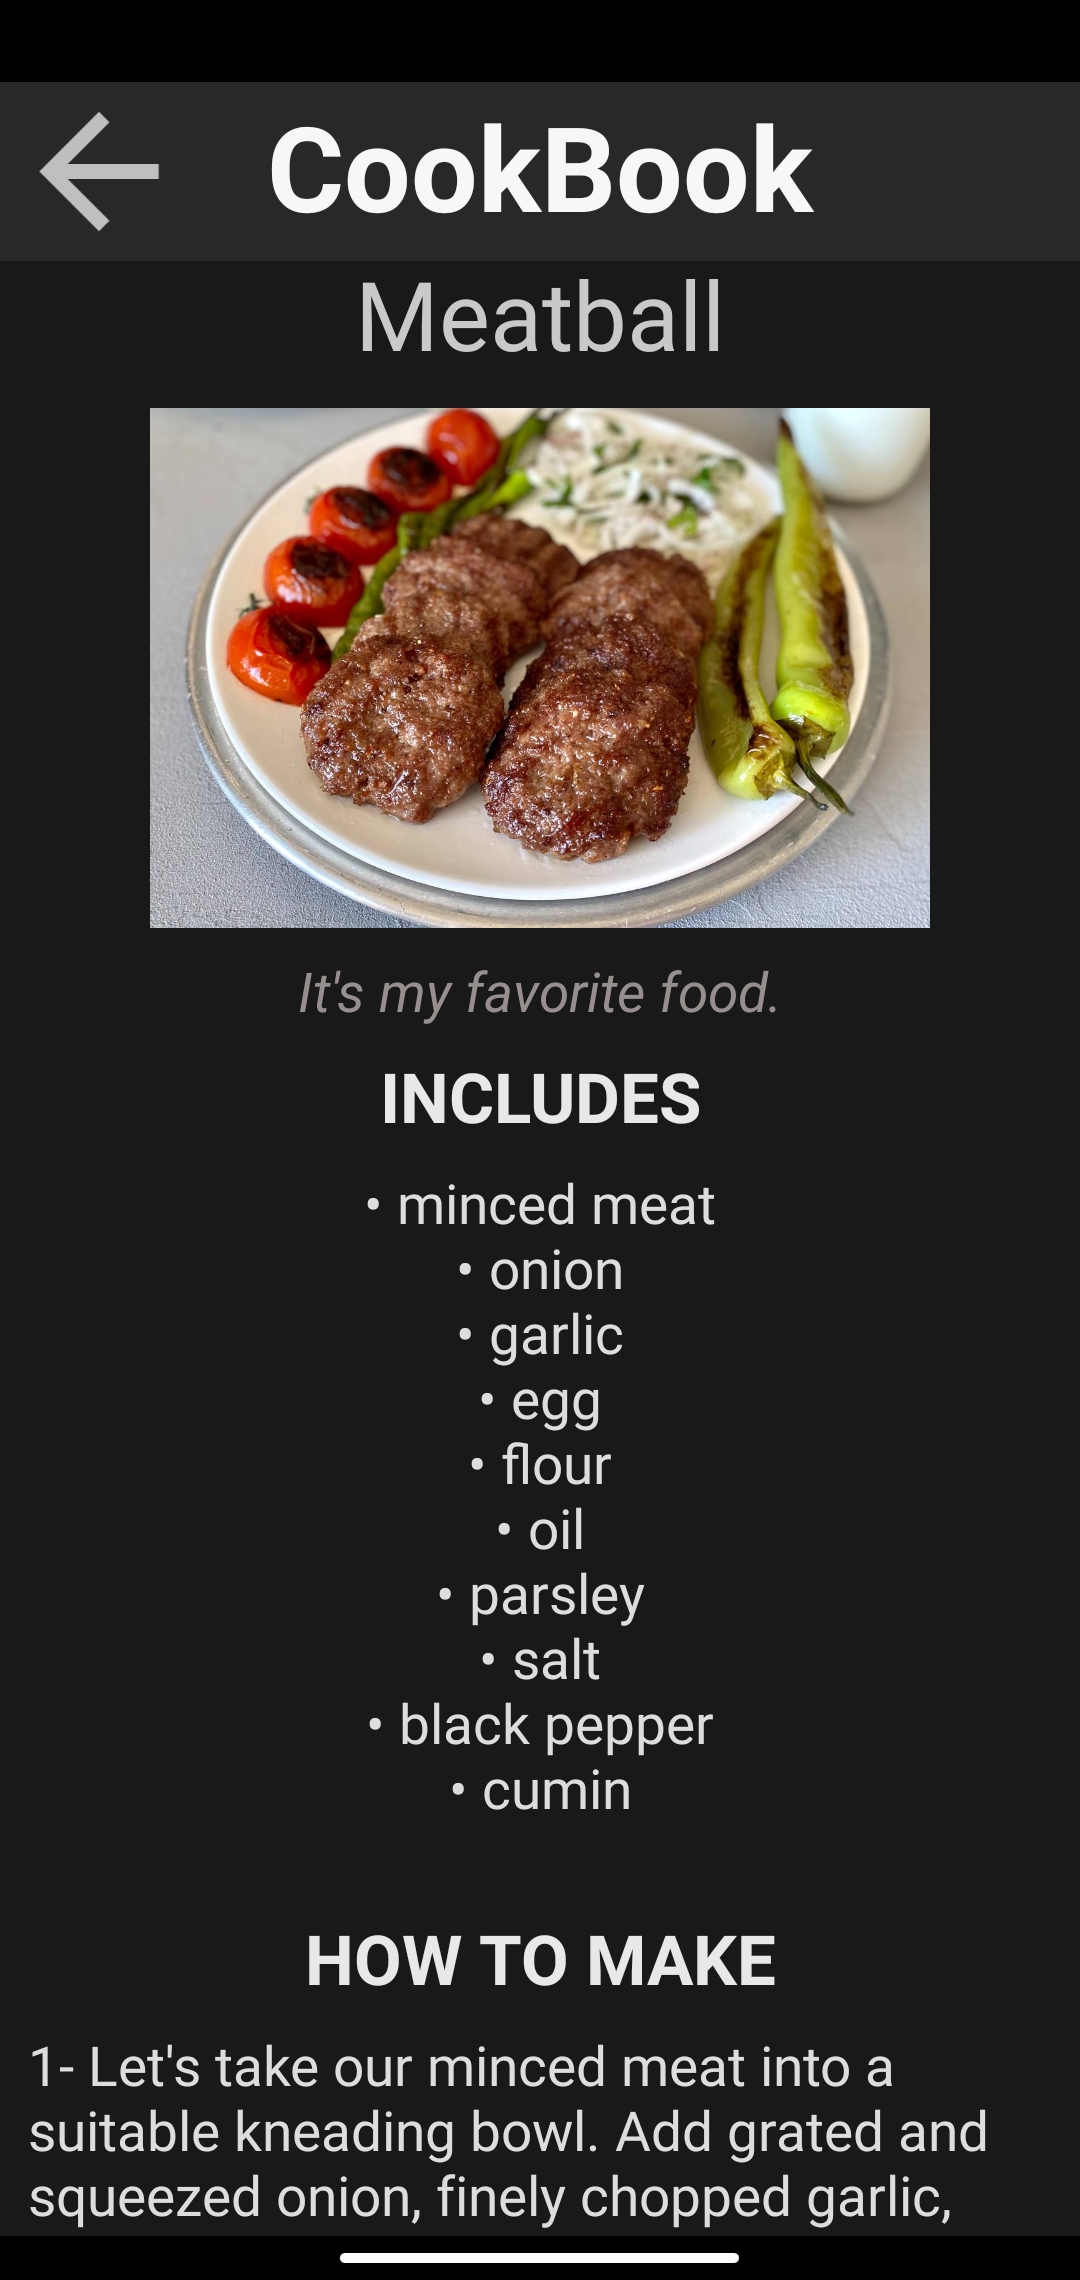 CookBook
Meatball
It's my favorite food.
INCLUDES
• minced meat
• onion
• garlic
• egg
• flour
• oil
• parsley
• salt
• black pepper
• cumin
HOW TO MAKE
1- Let's take our minced meat into a
suitable kneading bowl. Add grated and
squeezed onion, finely chopped garlic,